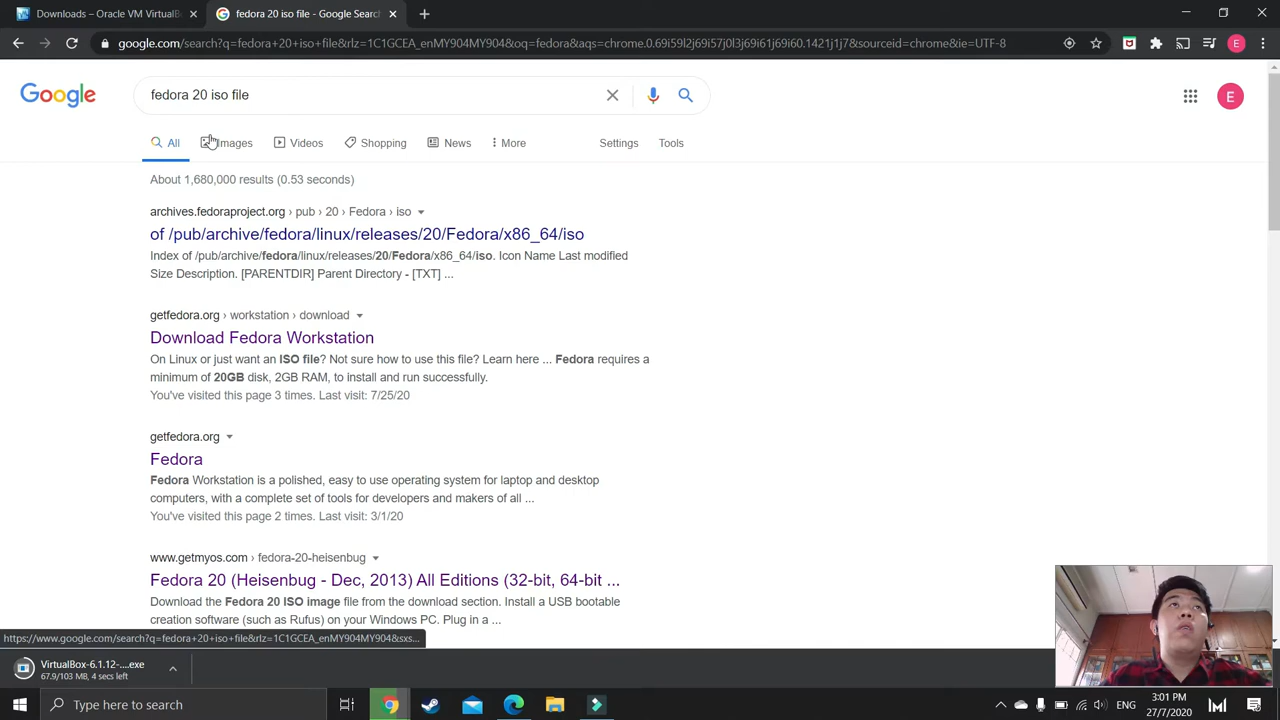 Downloads – Oracle VM VirtualB
fedora 20 iso file - Google Searc
google.com/search?q=fedora+20+iso+file&rlz=1C1GCEA_enMY904MY904&oq=fedora&aqs=chrome.0.69i59l2j69i57j0l3j69i61j69i60.1421j1j7&sourceid=chrome&ie=UTF-8
E
Google
fedora 20 iso file
E
All
Images
Videos
Shopping
News
More
Settings
Tools
About 1,680,000 results (0.53 seconds)
archives.fedoraproject.org › pub › 20 › Fedora › iso
of /pub/archive/fedora/linux/releases/20/Fedora/x86_64/iso
Index of /pub/archive/fedora/linux/releases/20/Fedora/x86_64/iso. Icon Name Last modified
Size Description. [PARENTDIR] Parent Directory - [TXT] ...
getfedora.org › workstation › download
Download Fedora Workstation
On Linux or just want an ISO file? Not sure how to use this file? Learn here ... Fedora requires a
minimum of 20GB disk, 2GB RAM, to install and run successfully.
You've visited this page 3 times. Last visit: 7/25/20
getfedora.org
Fedora
Fedora Workstation is a polished, easy to use operating system for laptop and desktop
computers, with a complete set of tools for developers and makers of all ...
You've visited this page 2 times. Last visit: 3/1/20
www.getmyos.com › fedora-20-heisenbug
Fedora 20 (Heisenbug - Dec, 2013) All Editions (32-bit, 64-bit ...
Download the Fedora 20 ISO image file from the download section. Install a USB bootable
creation software (such as Rufus) on your Windows PC. Plug in a ...
https://www.google.com/search?q=fedora+20+iso+file&rlz=1C1GCEA_enMY904MY904&sxs...
VirtualBox-6.1.12-....exe
67.9/103 MB, 4 secs left
Type here to search
ENG
3:01 PM
27/7/2020